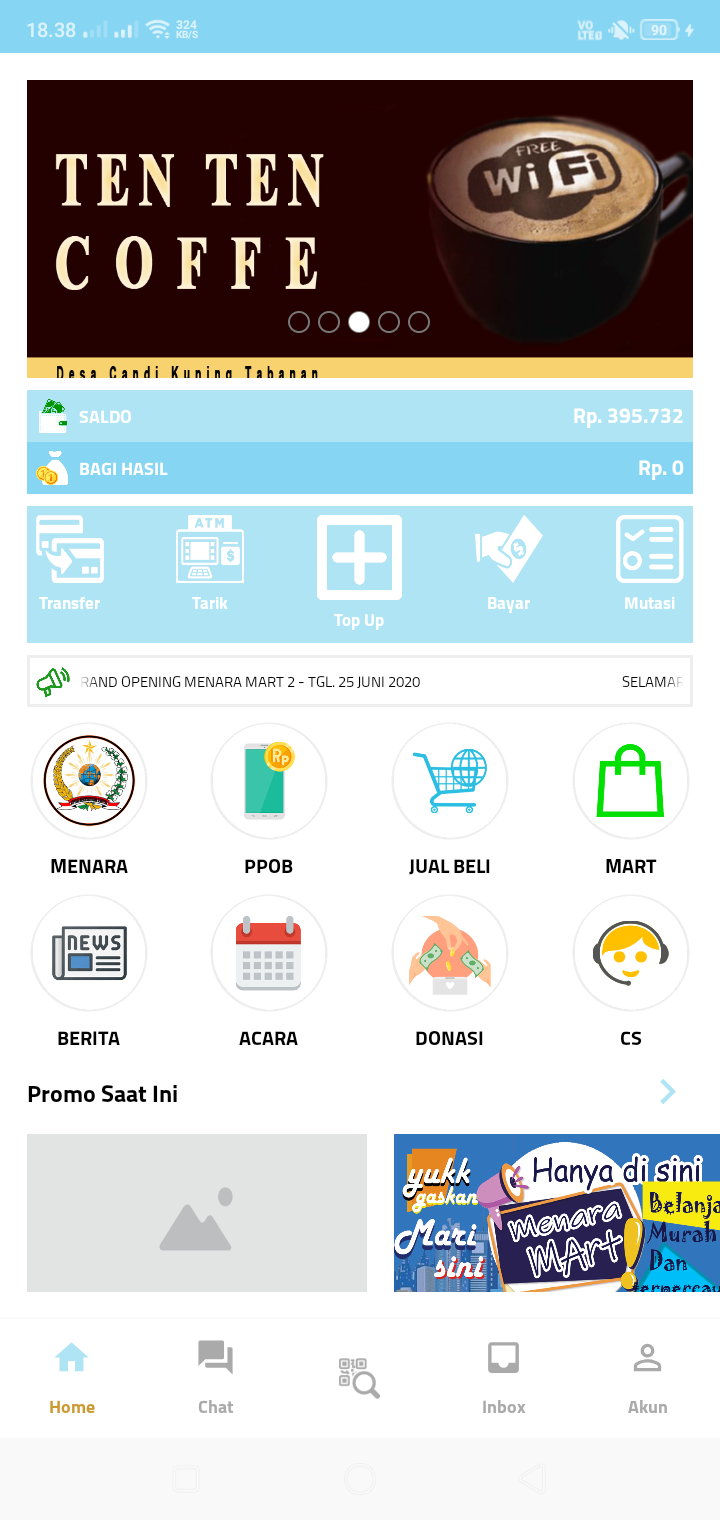 18.38
324
KB/S
VO
LTE
90
TEN TEN
COFFE
FREE
WiFi
Desa Candi Kuning Tabanan
SALDO Rp. 395.732
BAGI HASIL Rp. 0
ATM
Transfer Tarik Top Up Bayar Mutasi
RAND OPENING MENARA MART 2 - TGL. 25 JUNI 2020 SELAMAR
Rp
MENARA PPOB JUAL BELI MART
NEWS
BERITA ACARA DONASI CS
Promo Saat Ini
yukk
gaskan
Mari
sini
Hanya di sini
menara
MArt
Belanja
Murah
Dan
terpercay
Home Chat Inbox Akun